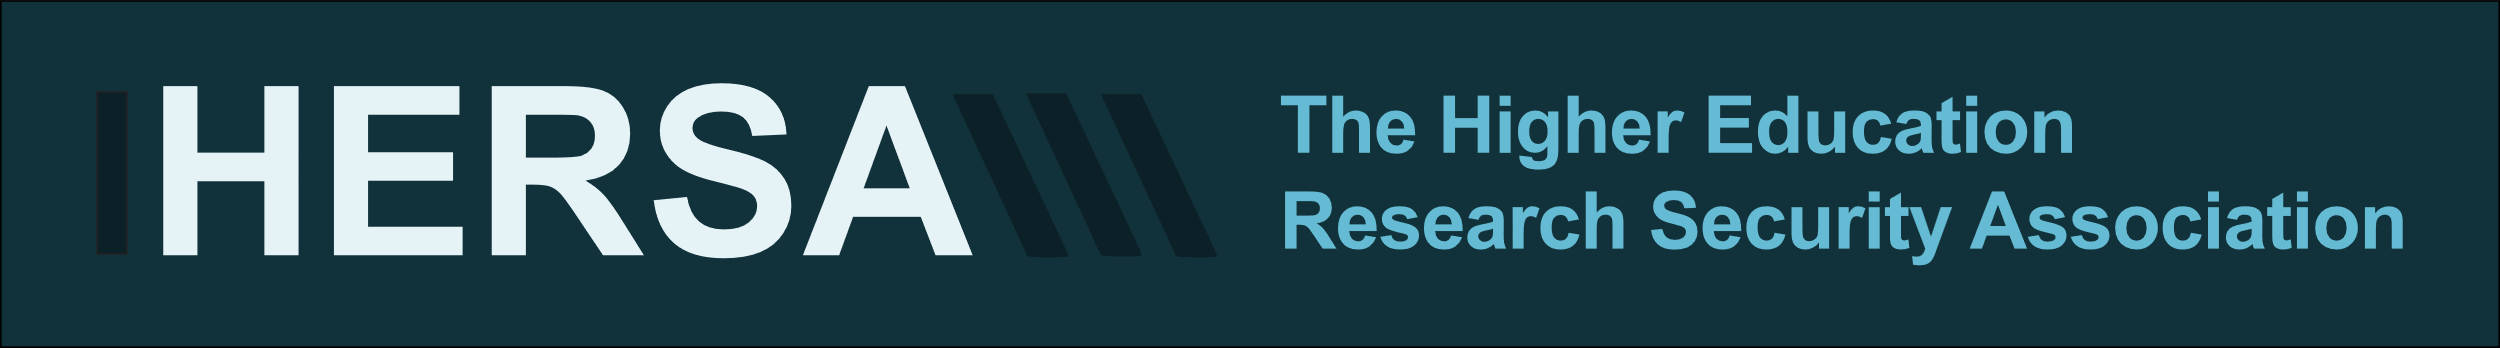 HERSA
The Higher Education
Research Security Association